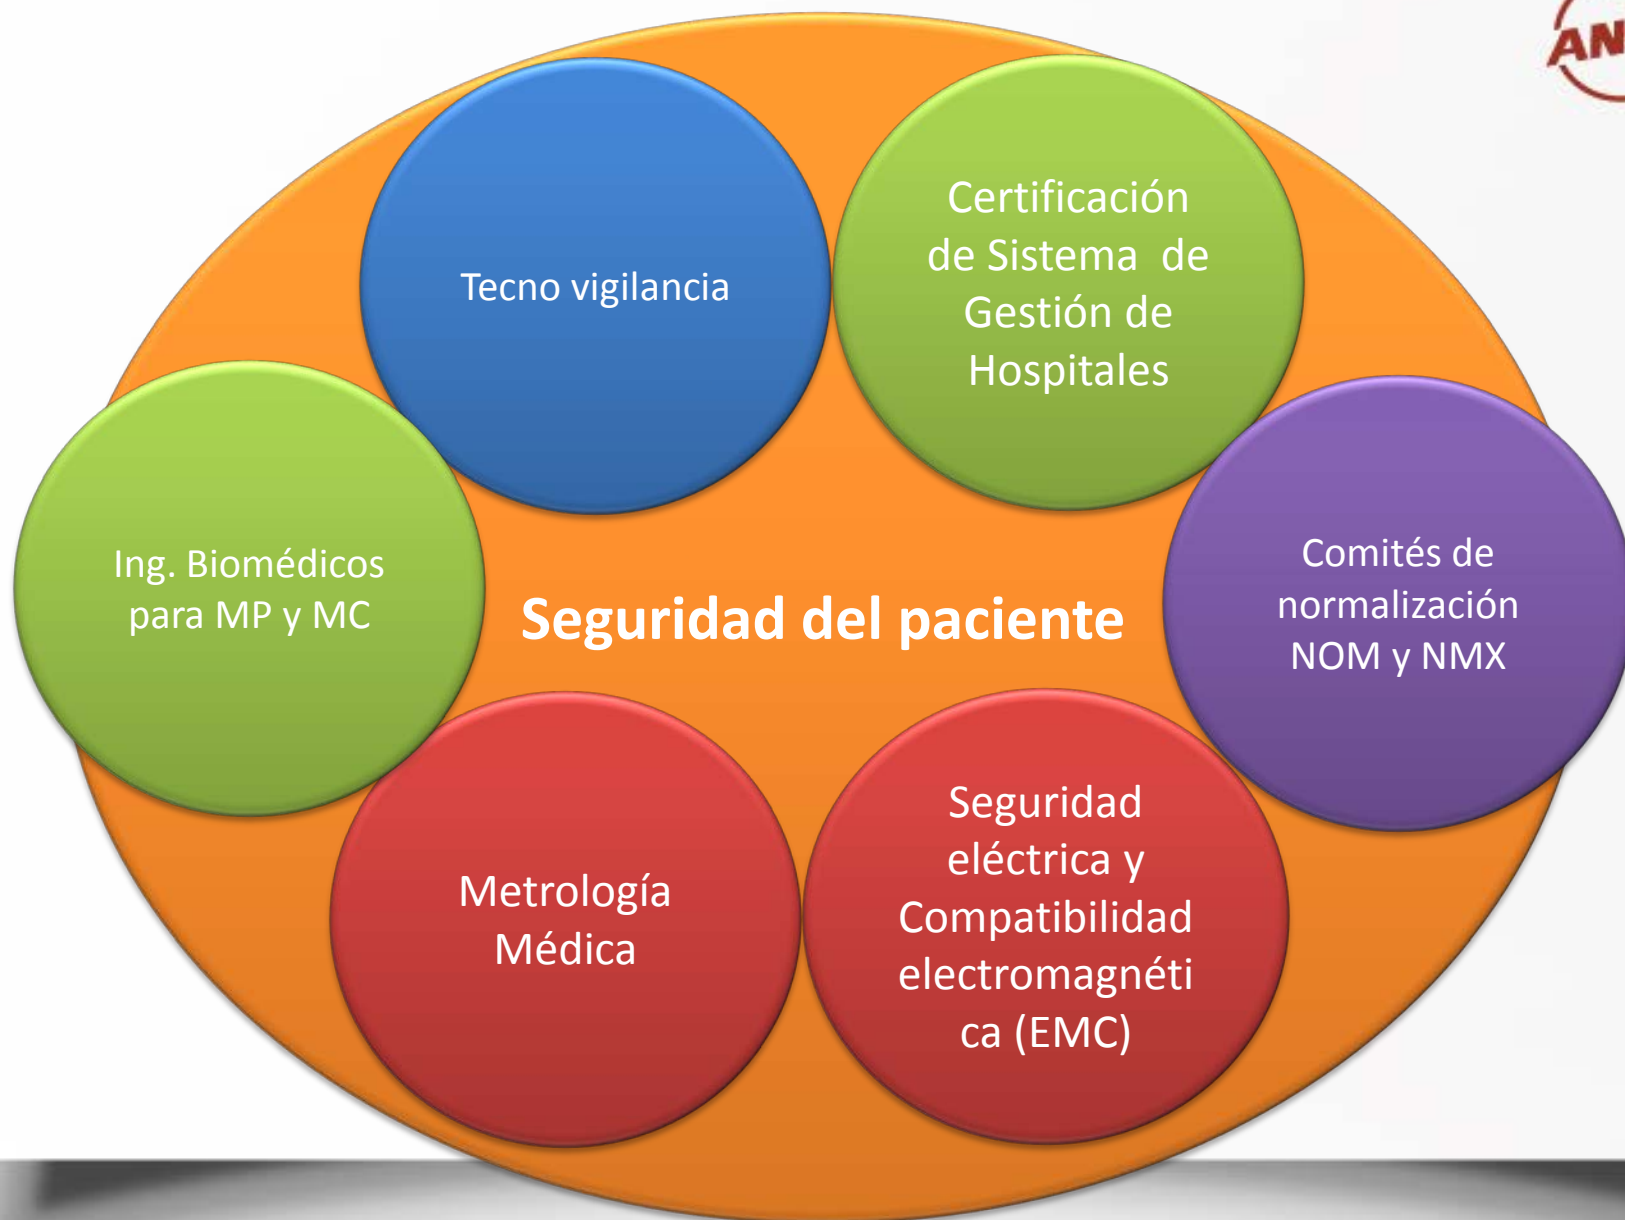 Tecno vigilancia
Certificación
de Sistema  de
Gestión de
Hospitales
Ing. Biomédicos
para MP y MC
Seguridad del paciente
Comités de
normalización
NOM y NMX
Metrología
Médica
Seguridad
eléctrica y
Compatibilidad
electromagnéti
ca (EMC)